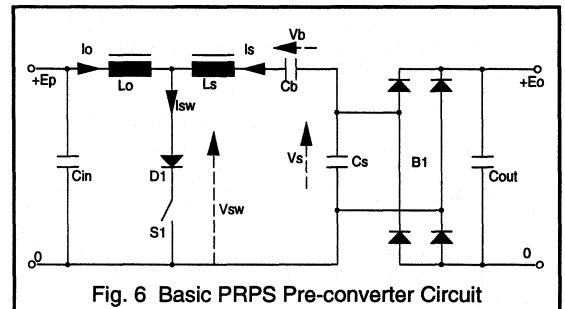 Vb
Io
Is
+Ep
Lo
Ls
Cb
+Eo
Isw
Vs
Cs
B1
Cin
D1
Cout
Vsw
S1
0
0
Fig. 6 Basic PRPS Pre-converter Circuit